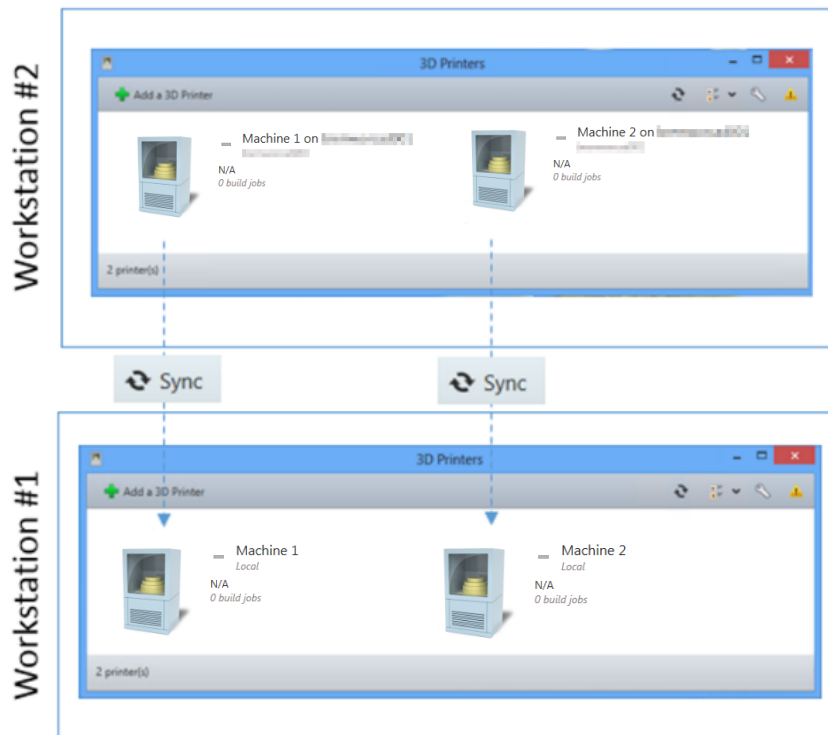 Workstation #2
3D Printers
Add a 3D Printer
Machine 1 on
N/A
0 build jobs
Machine 2 on
N/A
0 build jobs
2 printer(s)
Sync
Sync
Workstation #1
3D Printers
Add a 3D Printer
Machine 1
Local
N/A
0 build jobs
Machine 2
Local
N/A
0 build jobs
2 printer(s)